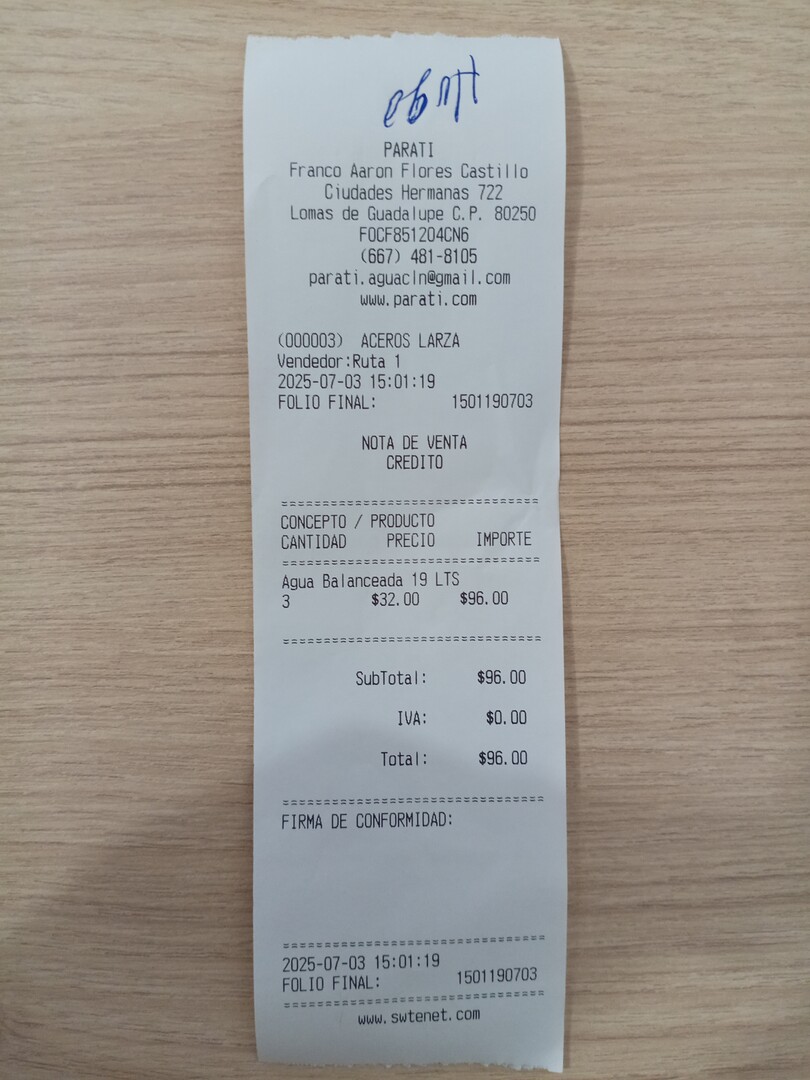 PARATI
Franco Aaron Flores Castillo
Ciudades Hermanas 722
Lomas de Guadalupe C.P. 80250
FOCF851204CN6
(667) 481-8105
parati.aguacln@gmail.com
www.parati.com
(000003) ACEROS LARZA
Vendedor:Ruta 1
2025-07-03 15:01:19
FOLIO FINAL: 1501190703
NOTA DE VENTA
CREDITO
================================
CONCEPTO / PRODUCTO
CANTIDAD PRECIO IMPORTE
================================
Agua Balanceada 19 LTS
3 $32.00 $96.00
================================
SubTotal: $96.00
IVA: $0.00
Total: $96.00
================================
FIRMA DE CONFORMIDAD:
================================
2025-07-03 15:01:19
FOLIO FINAL: 1501190703
================================
www.swtenet.com